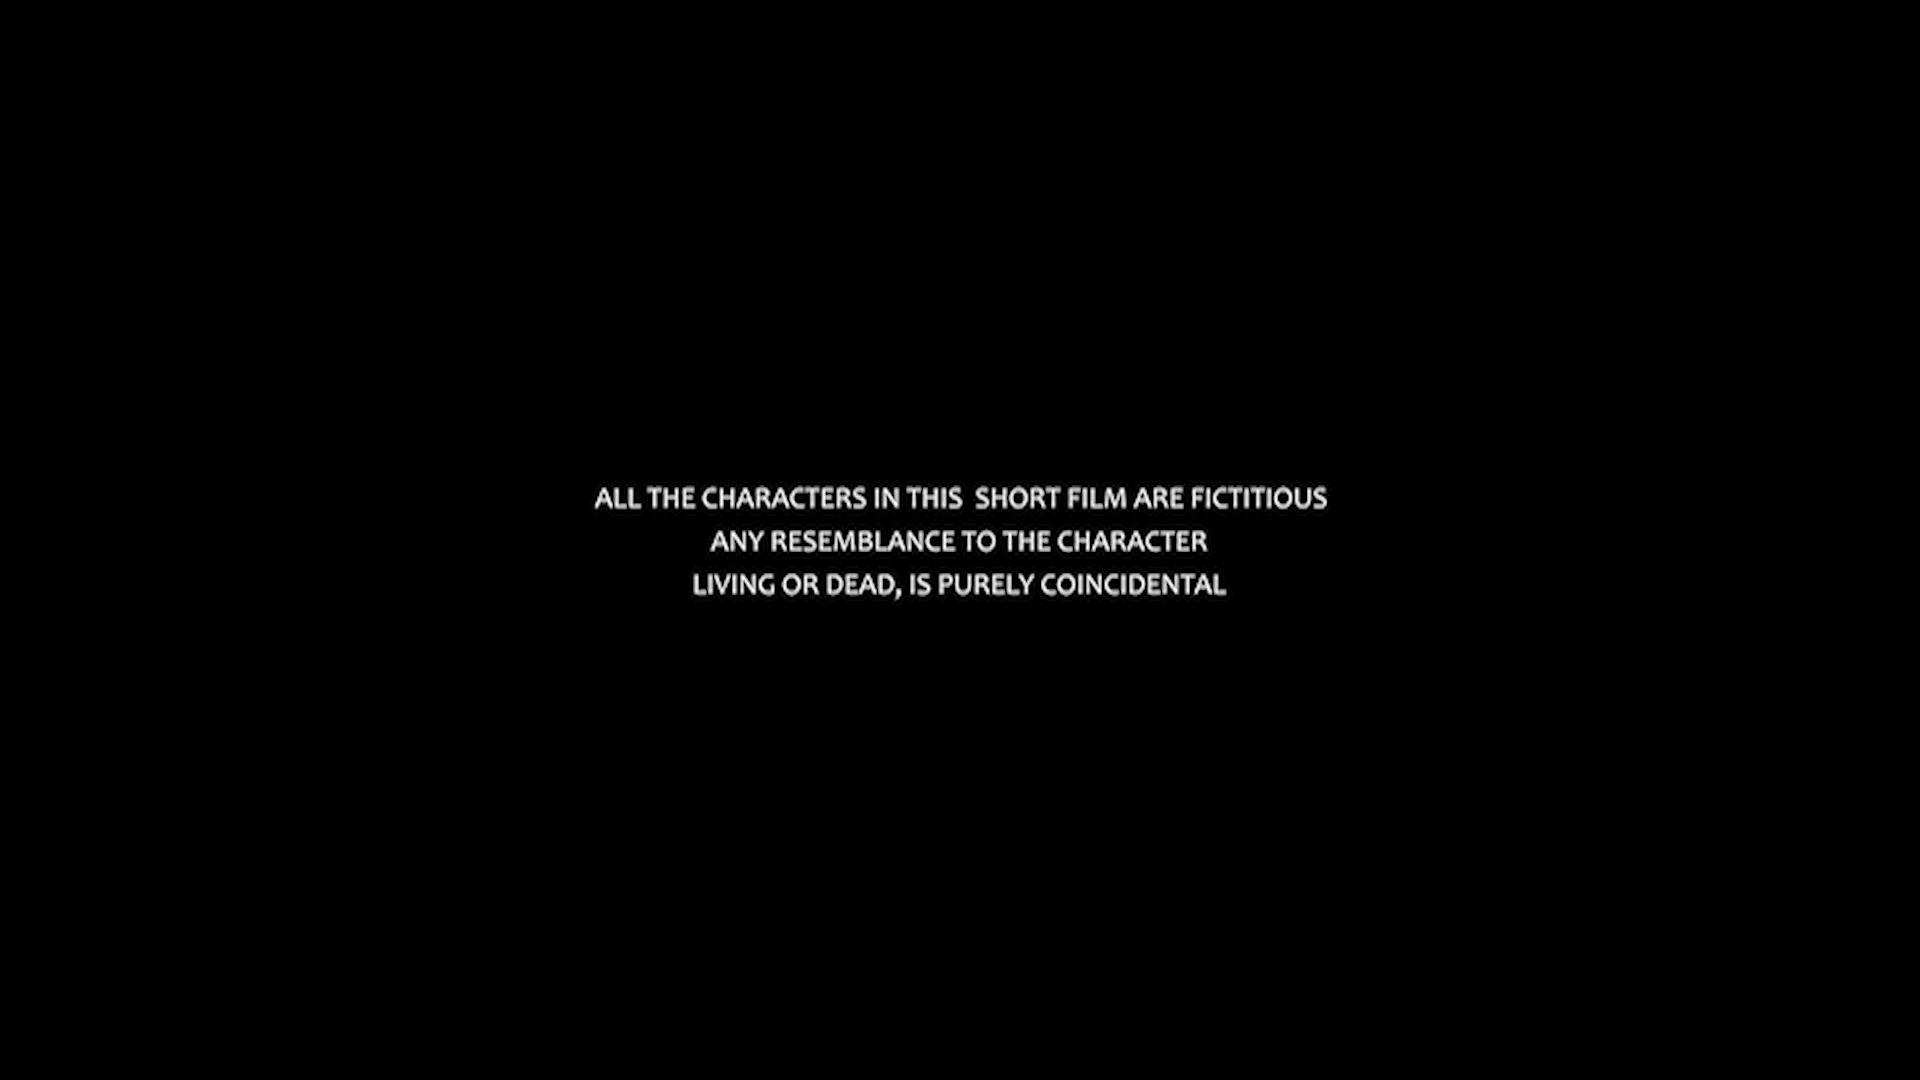 ALL THE CHARACTERS IN THIS  SHORT FILM ARE FICTITIOUS
ANY RESEMBLANCE TO THE CHARACTER
LIVING OR DEAD, IS PURELY COINCIDENTAL